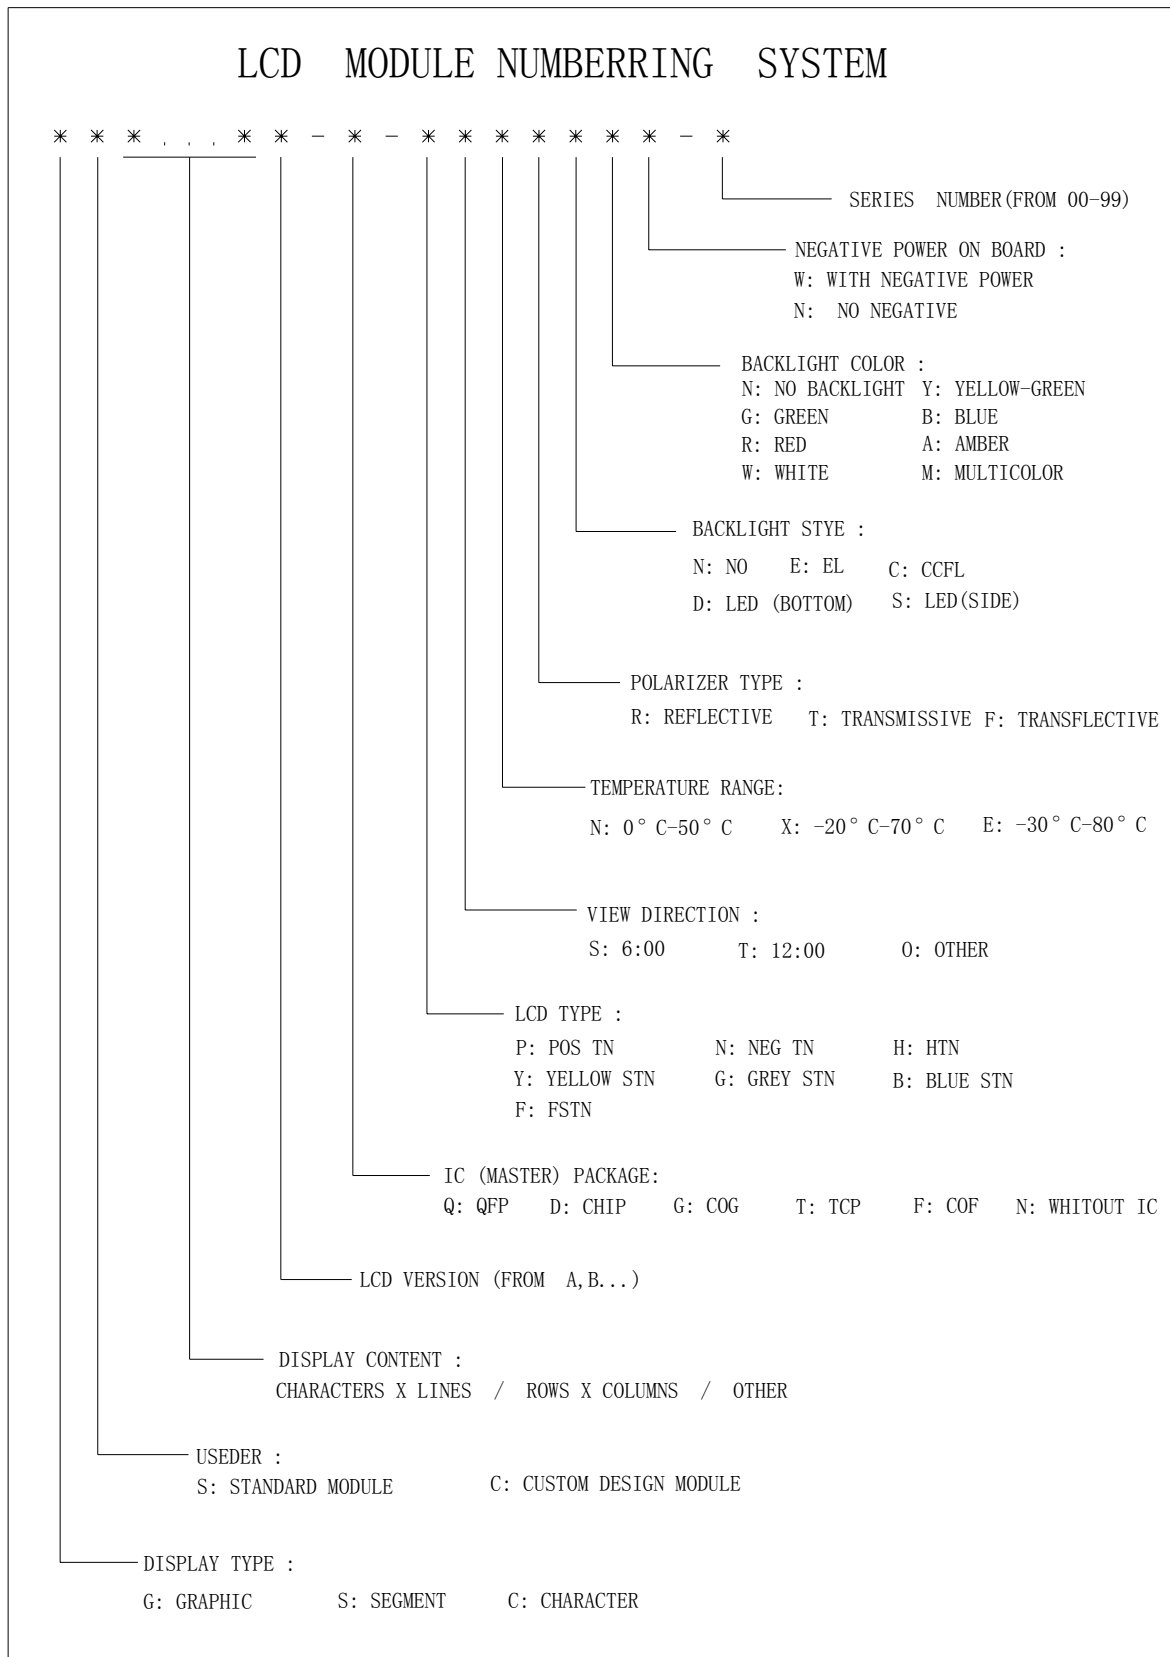 LCD MODULE NUMBERRING SYSTEM
* * * . . . * * - * - * * * * * * * - *
SERIES NUMBER(FROM 00-99)
NEGATIVE POWER ON BOARD :
W: WITH NEGATIVE POWER
N: NO NEGATIVE
BACKLIGHT COLOR :
N: NO BACKLIGHT Y: YELLOW-GREEN
G: GREEN B: BLUE
R: RED A: AMBER
W: WHITE M: MULTICOLOR
BACKLIGHT STYE :
N: NO E: EL C: CCFL
D: LED (BOTTOM) S: LED(SIDE)
POLARIZER TYPE :
R: REFLECTIVE T: TRANSMISSIVE F: TRANSFLECTIVE
TEMPERATURE RANGE:
N: 0° C-50° C X: -20° C-70° C E: -30° C-80° C
VIEW DIRECTION :
S: 6:00 T: 12:00 O: OTHER
LCD TYPE :
P: POS TN N: NEG TN H: HTN
Y: YELLOW STN G: GREY STN B: BLUE STN
F: FSTN
IC (MASTER) PACKAGE:
Q: QFP D: CHIP G: COG T: TCP F: COF N: WHITOUT IC
LCD VERSION (FROM A,B...)
DISPLAY CONTENT :
CHARACTERS X LINES / ROWS X COLUMNS / OTHER
USEDER :
S: STANDARD MODULE C: CUSTOM DESIGN MODULE
DISPLAY TYPE :
G: GRAPHIC S: SEGMENT C: CHARACTER